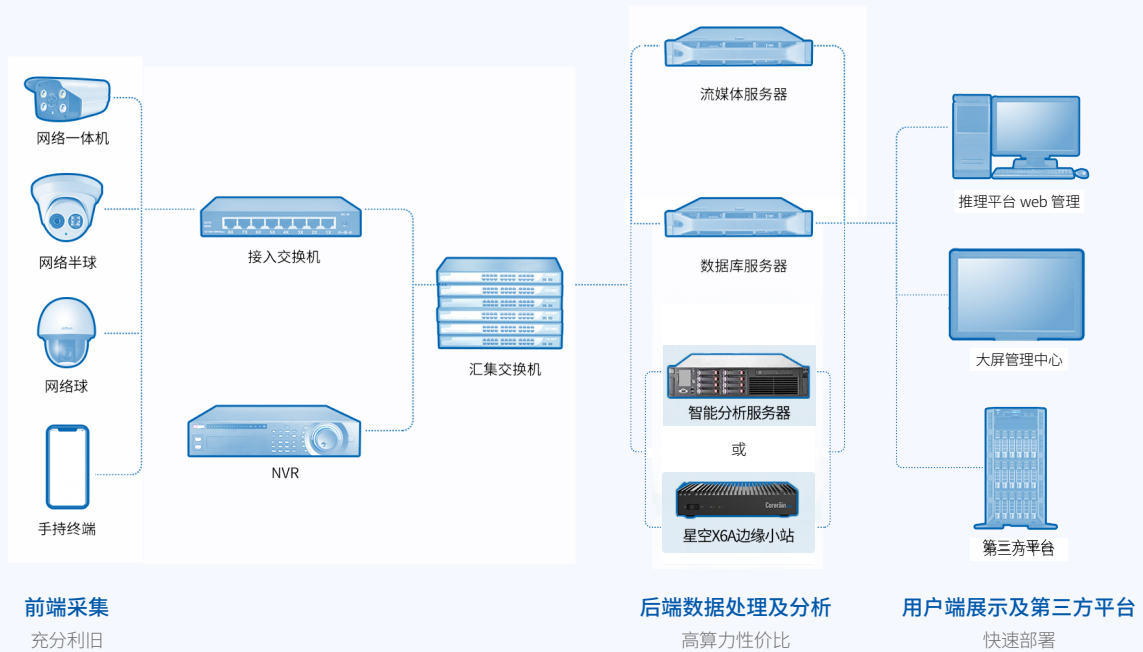 网络一体机
网络半球
网络球
手持终端
接入交换机
NVR
汇集交换机
流媒体服务器
数据库服务器
智能分析服务器
或
星空X6A边缘小站
推理平台 web 管理
大屏管理中心
第三方平台
前端采集
充分利旧
后端数据处理及分析
高算力性价比
用户端展示及第三方平台
快速部署